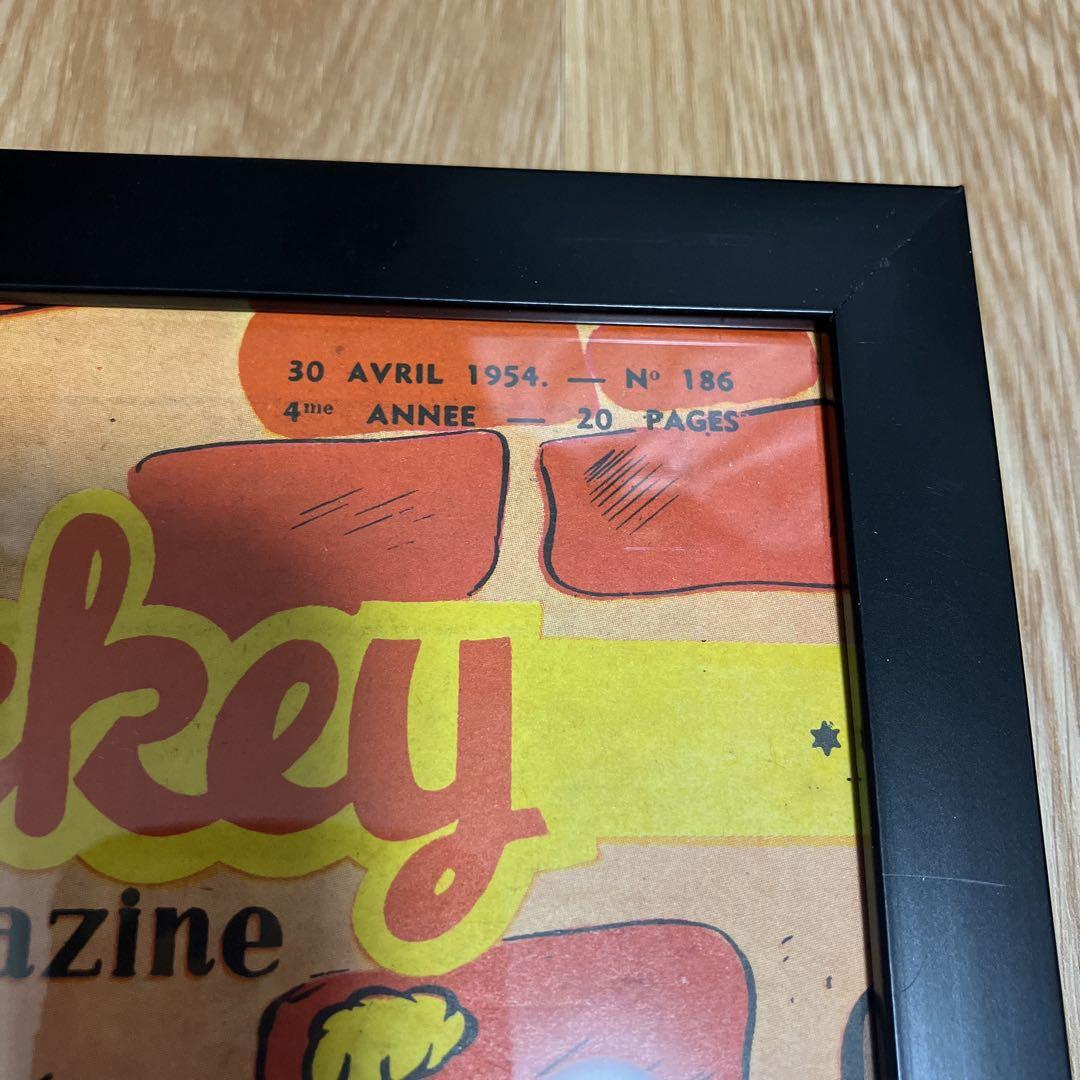 30 AVRIL 1954. — Nº 186
4me ANNEE — 20 PAGES
key
azine